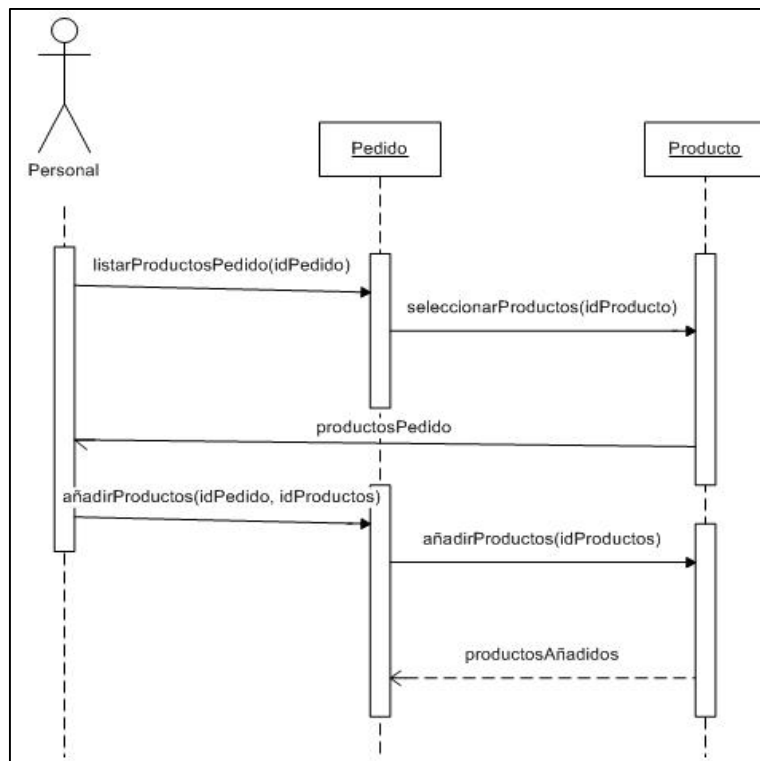 Pedido
Producto
Personal
listarProductosPedido(idPedido)
seleccionarProductos(idProducto)
productosPedido
añadirProductos(idPedido, idProductos)
añadirProductos(idProductos)
productosAñadidos